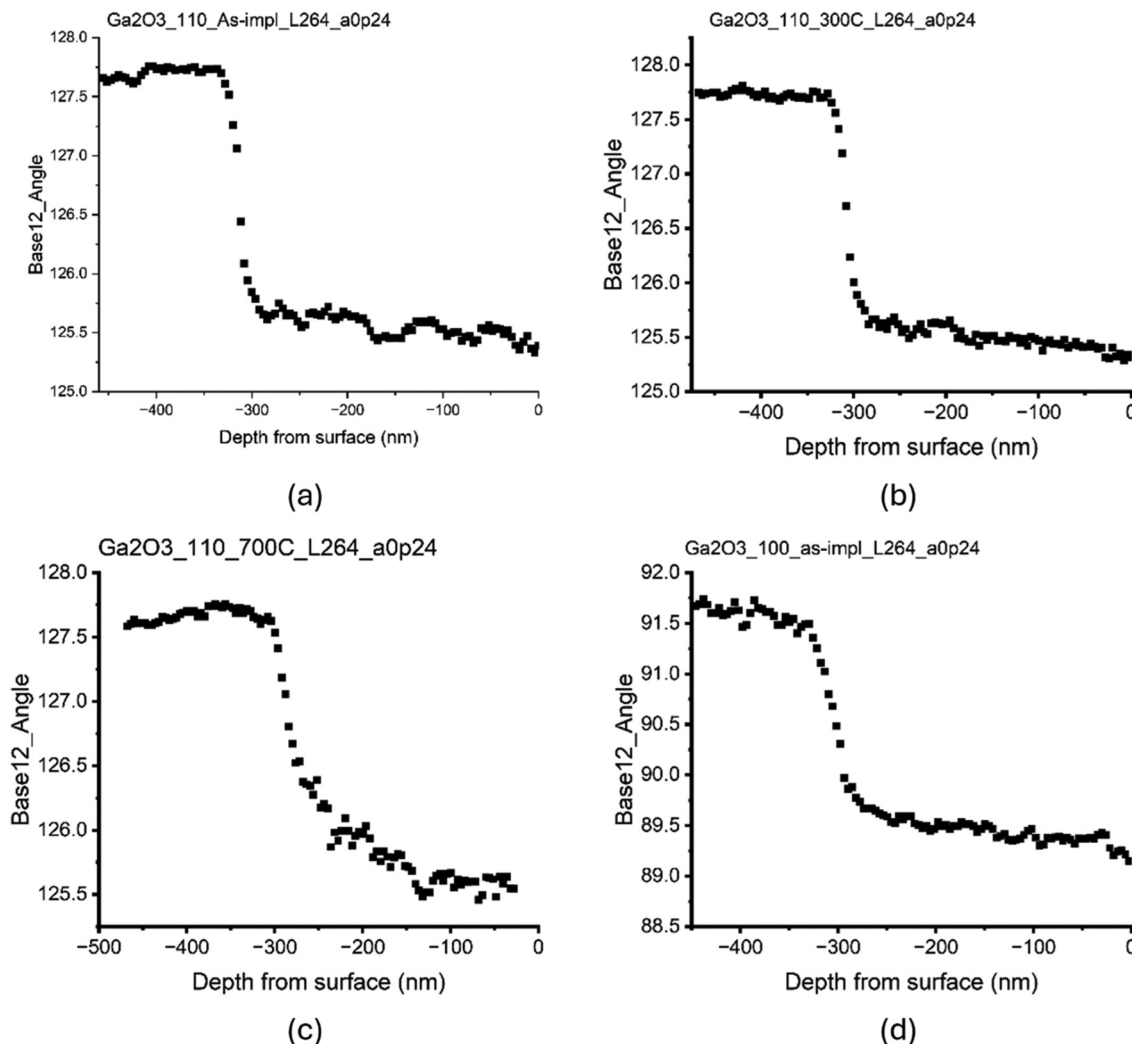 Ga2O3_110_As-impl_L264_a0p24
128.0
127.5
127.0
126.5
126.0
125.5
125.0
Base12_Angle
−400 −300 −200 −100 0
Depth from surface (nm)
(a)
Ga2O3_110_300C_L264_a0p24
128.0
127.5
127.0
126.5
126.0
125.5
125.0
Base12_Angle
−400 −300 −200 −100 0
Depth from surface (nm)
(b)
Ga2O3_110_700C_L264_a0p24
128.0
127.5
127.0
126.5
126.0
125.5
Base12_Angle
−500 −400 −300 −200 −100 0
Depth from surface (nm)
(c)
Ga2O3_100_as-impl_L264_a0p24
92.0
91.5
91.0
90.5
90.0
89.5
89.0
88.5
Base12_Angle
−400 −300 −200 −100 0
Depth from surface (nm)
(d)